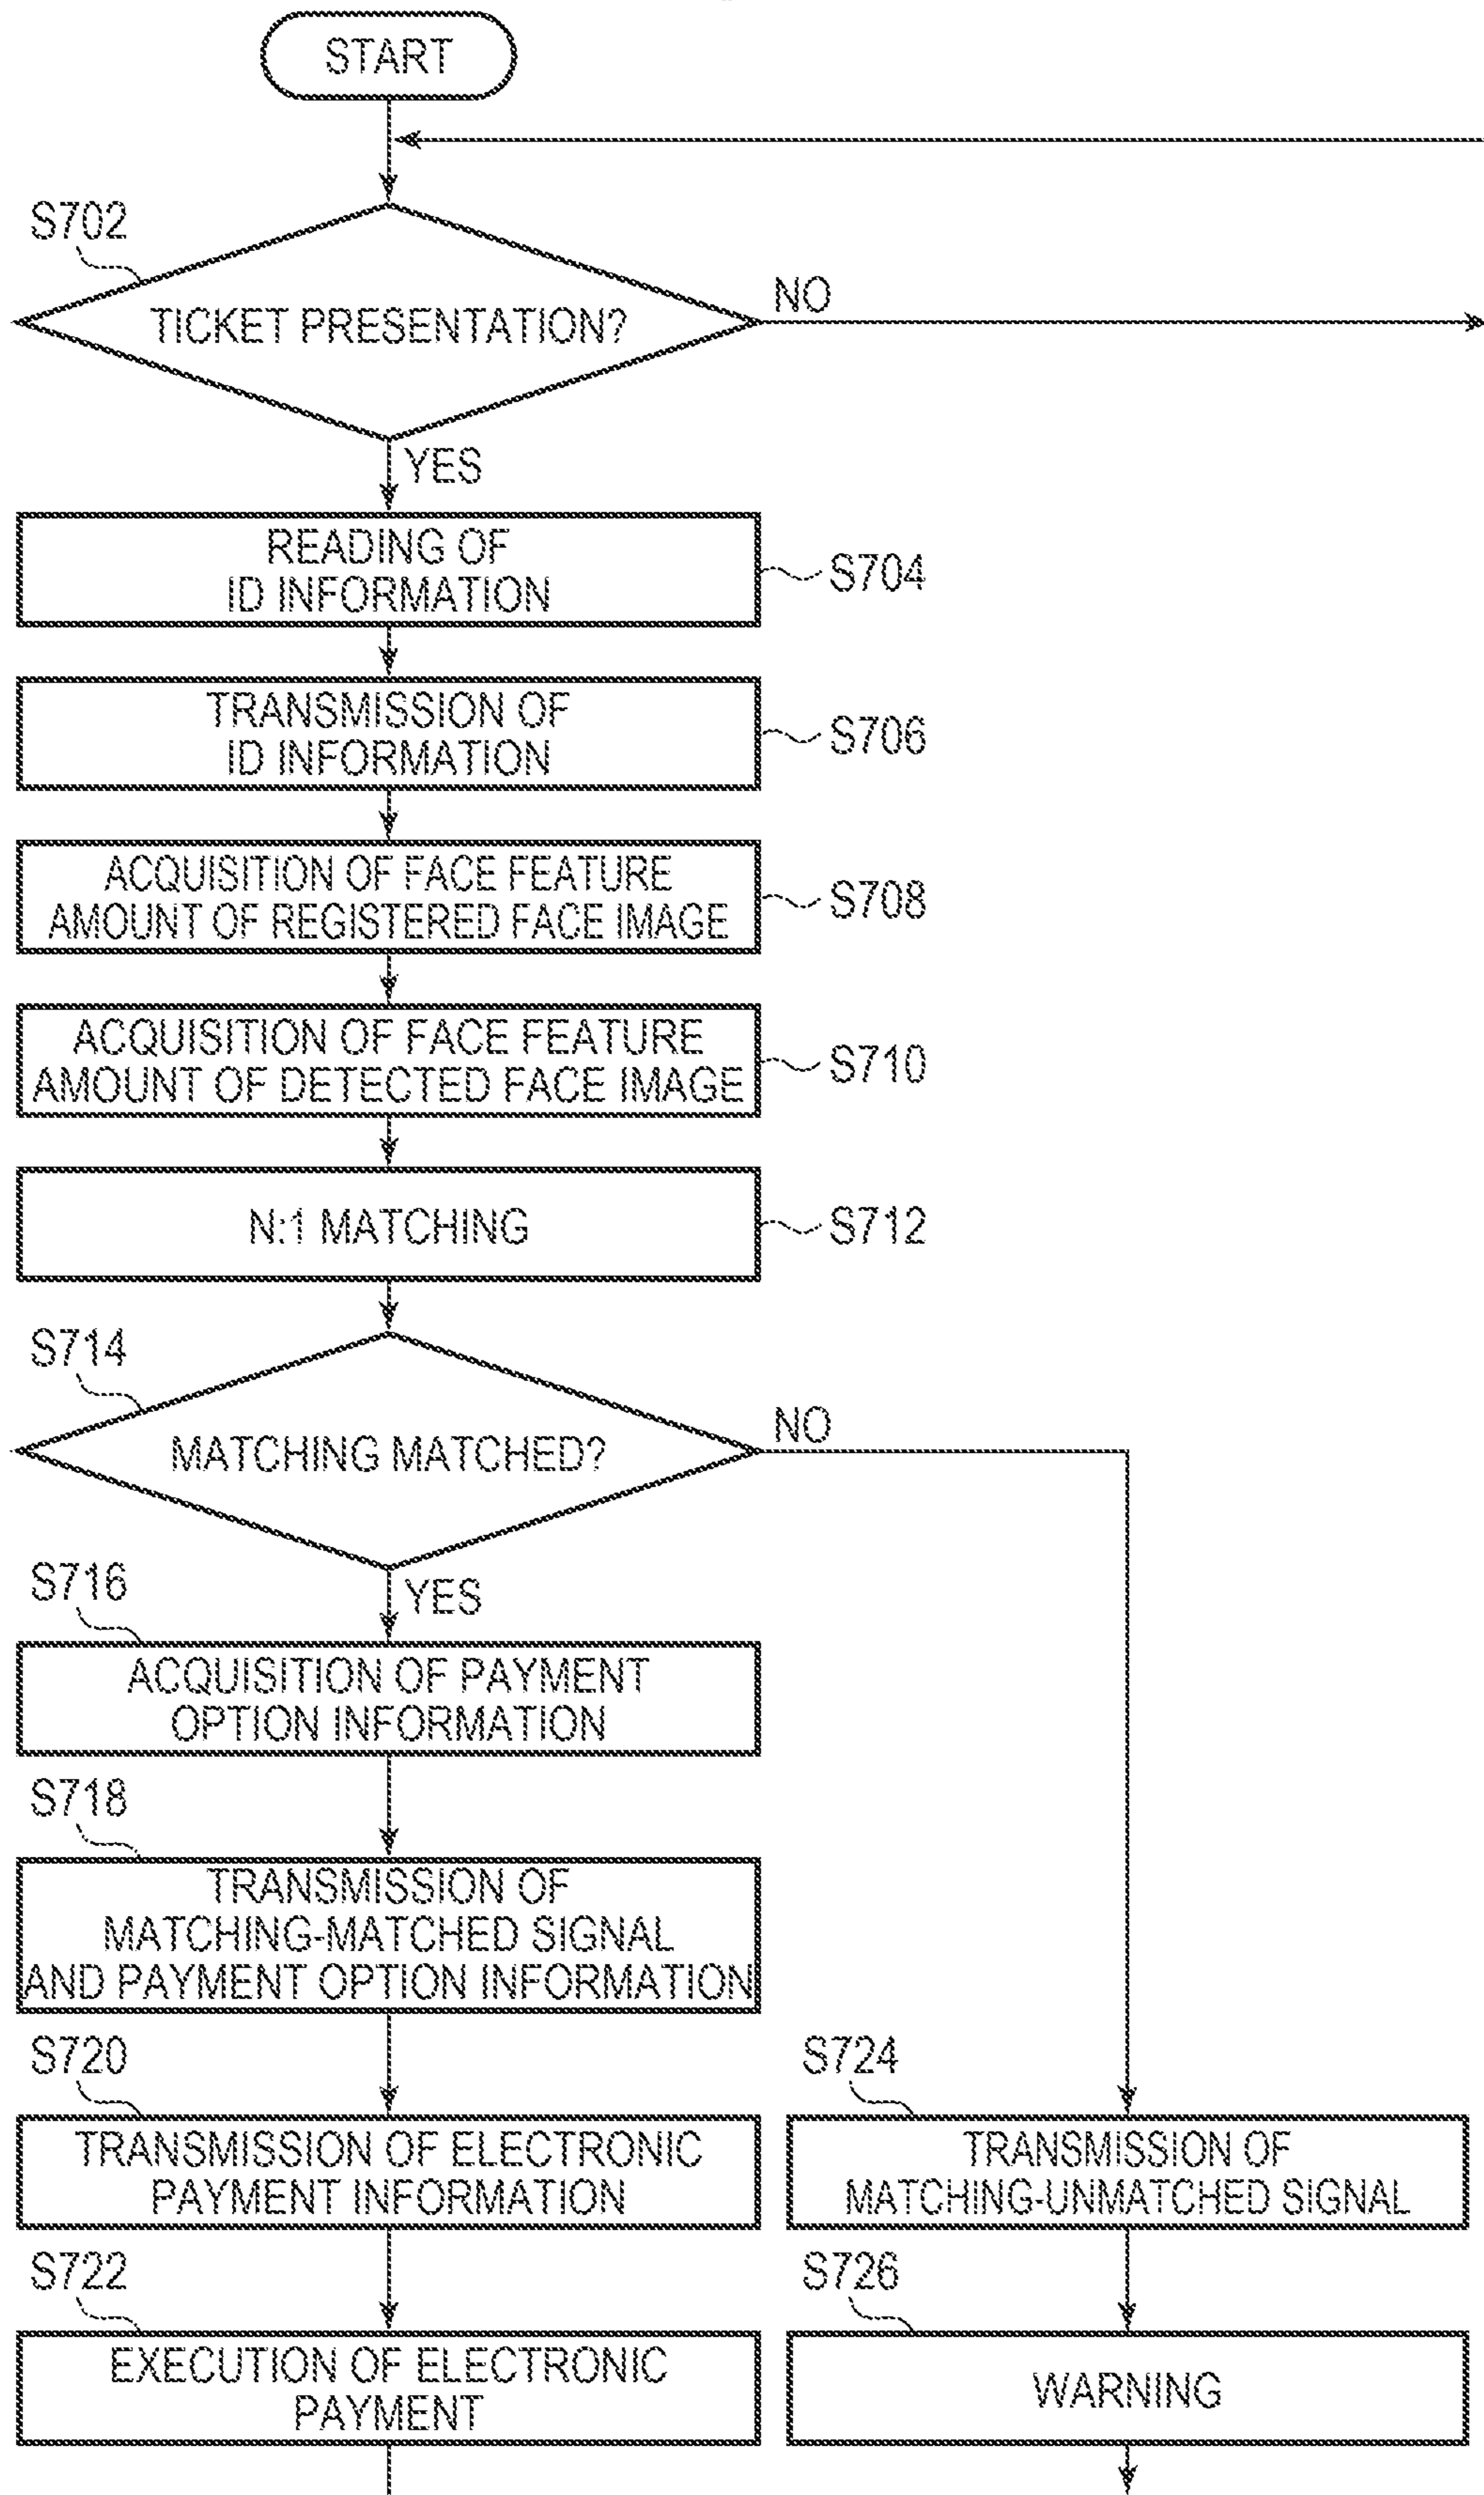 START
S702
TICKET PRESENTATION?
NO
YES
READING OF
ID INFORMATION
S704
TRANSMISSION OF
ID INFORMATION
S706
ACQUISITION OF FACE FEATURE
AMOUNT OF REGISTERED FACE IMAGE
S708
ACQUISITION OF FACE FEATURE
AMOUNT OF DETECTED FACE IMAGE
S710
N:1 MATCHING
S712
S714
MATCHING MATCHED?
NO
YES
S716
ACQUISITION OF PAYMENT
OPTION INFORMATION
S718
TRANSMISSION OF
MATCHING-MATCHED SIGNAL
AND PAYMENT OPTION INFORMATION
S720
TRANSMISSION OF ELECTRONIC
PAYMENT INFORMATION
S724
TRANSMISSION OF
MATCHING-UNMATCHED SIGNAL
S722
EXECUTION OF ELECTRONIC
PAYMENT
S726
WARNING